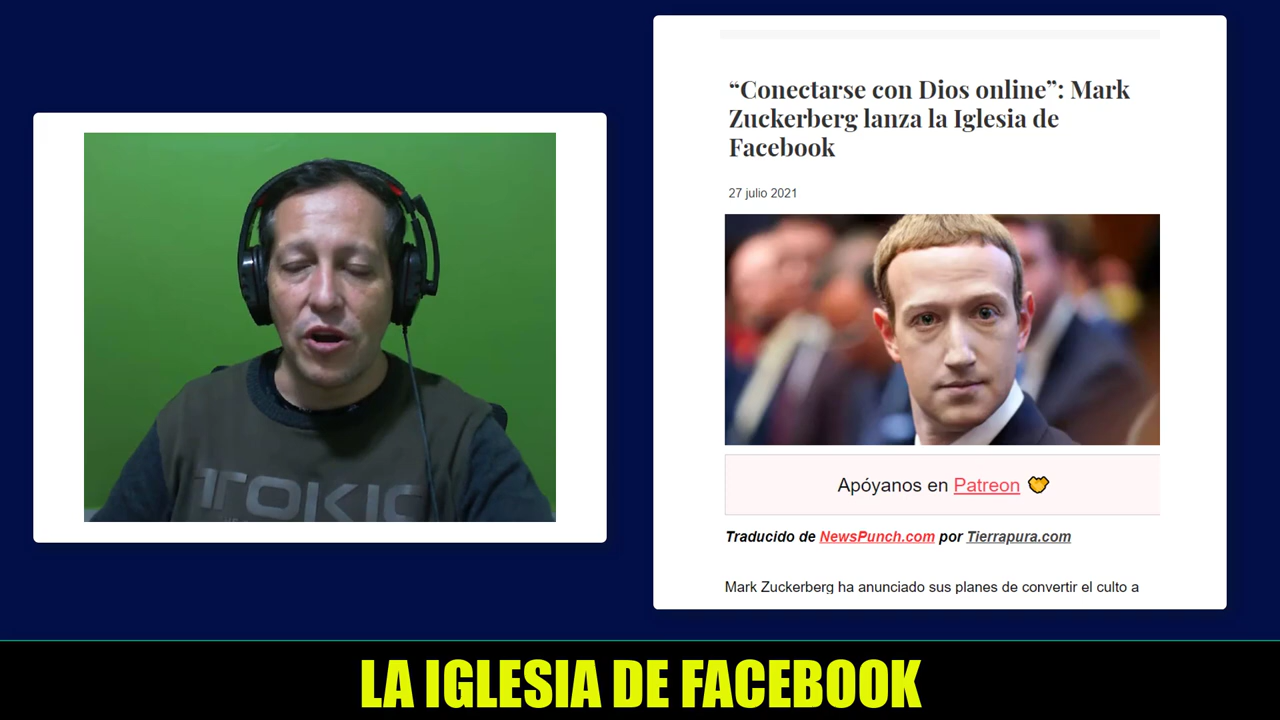 “Conectarse con Dios online”: Mark
Zuckerberg lanza la Iglesia de
Facebook
27 julio 2021
Apóyanos en Patreon
Traducido de NewsPunch.com por Tierrapura.com
Mark Zuckerberg ha anunciado sus planes de convertir el culto a
TOKIO
LA IGLESIA DE FACEBOOK